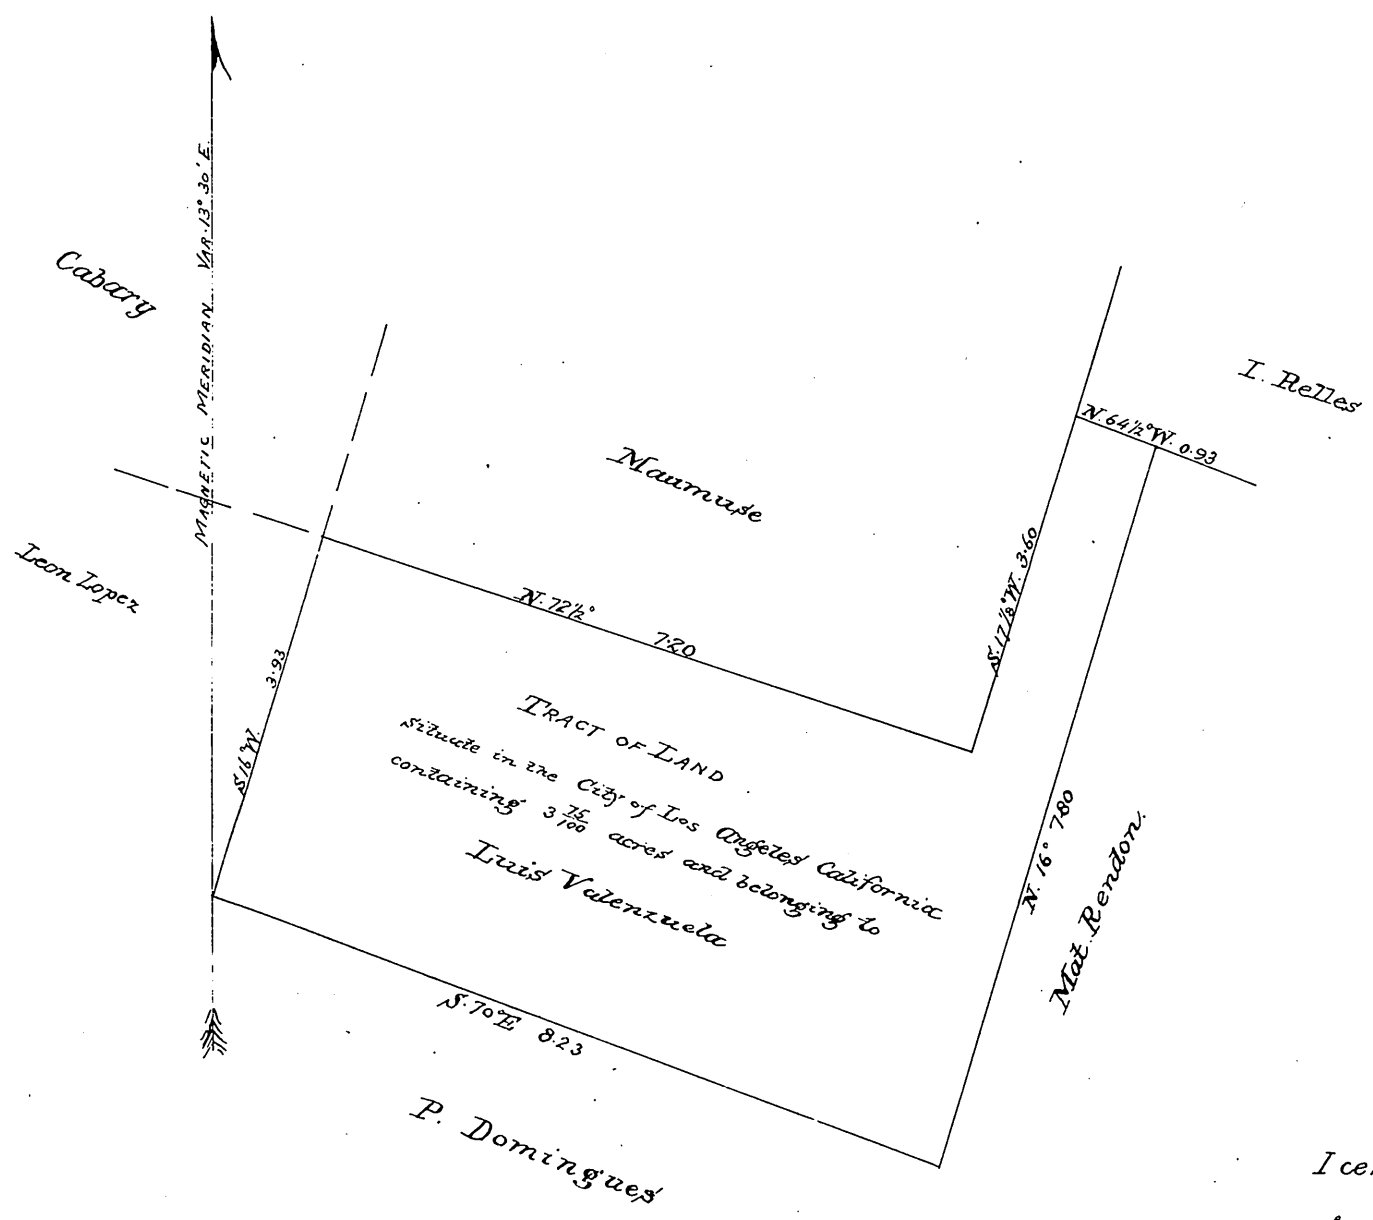 MAGNETIC MERIDIAN VAR. 13° 30' E.
Cabary
I. Relles
N. 64½° W. 0.93
Maumuse
S. 17⅛° W. 3.60
Leon Lopez
N. 72½° 7.20
3.93
S. 16° W.
TRACT OF LAND
situate in the City of Los Angeles California
containing 3 75/100 acres and belonging to
Luis Valenzuela
N. 16° 7.80
Mat. Rendon.
S. 70° E 8.23
P. Domingues
I cer